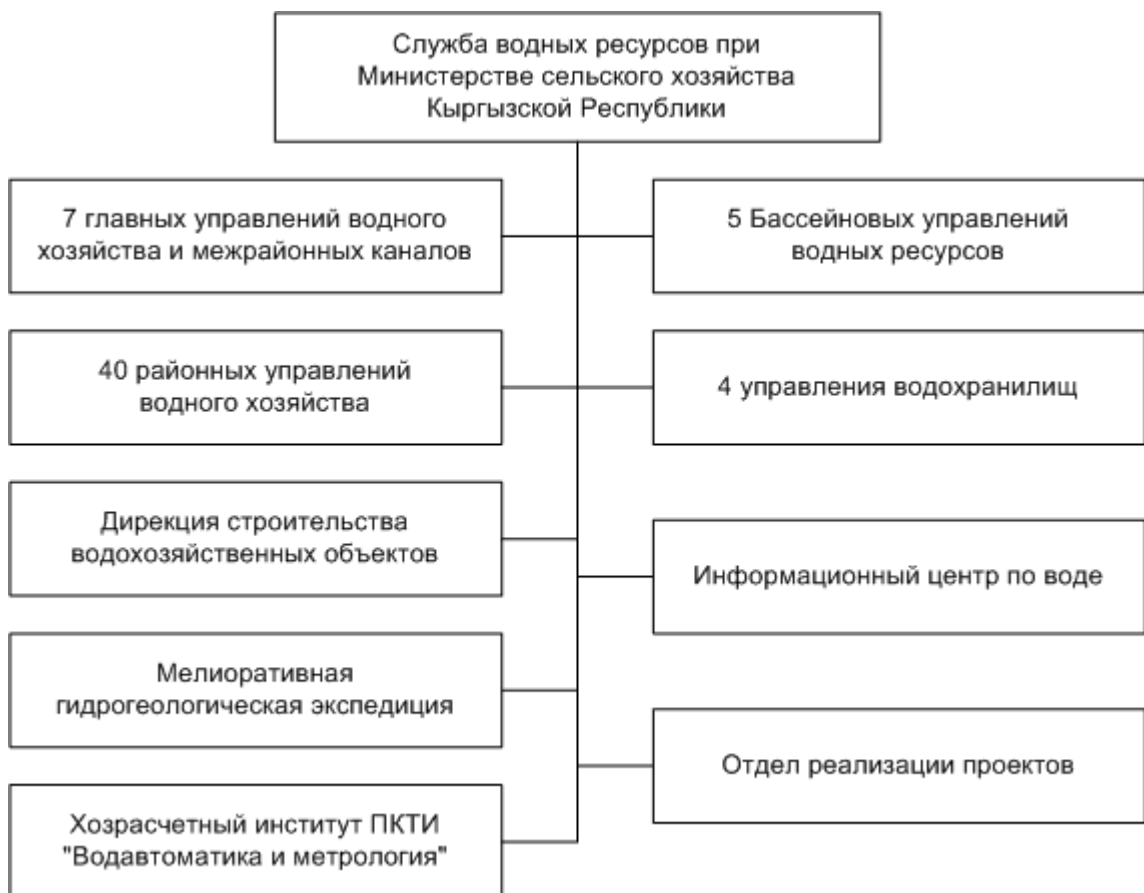 Служба водных ресурсов при
Министерстве сельского хозяйства
Кыргызской Республики
7 главных управлений водного
хозяйства и межрайонных каналов
5 Бассейновых управлений
водных ресурсов
40 районных управлений
водного хозяйства
4 управления водохранилищ
Дирекция строительства
водохозяйственных объектов
Информационный центр по воде
Мелиоративная
гидрогеологическая экспедиция
Отдел реализации проектов
Хозрасчетный институт ПКТИ
"Водавтоматика и метрология"